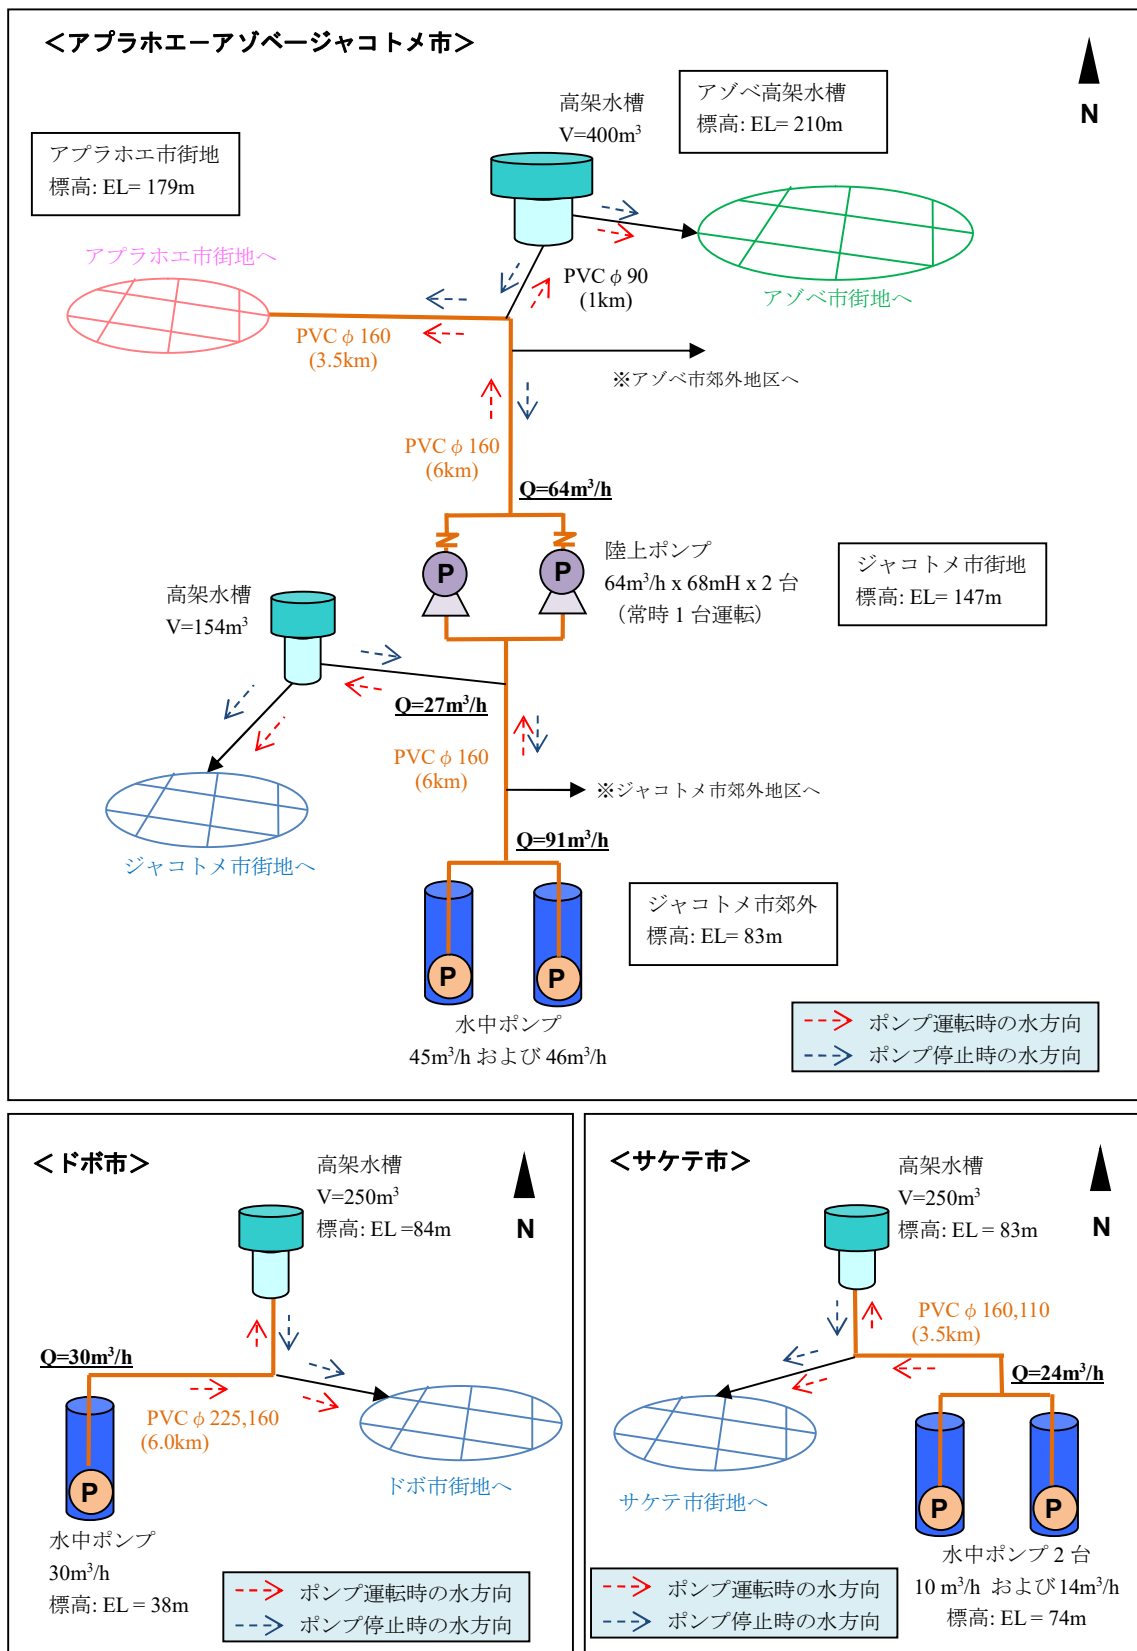 ＜アプラホエーアゾベージャコトメ市＞
N
高架水槽
V=400m³
アゾベ高架水槽
標高: EL= 210m
アプラホエ市街地
標高: EL= 179m
アプラホエ市街地へ
PVC φ 90
(1km)
アゾベ市街地へ
PVC φ 160
(3.5km)
※アゾベ市郊外地区へ
PVC φ 160
(6km)
Q=64m³/h
P
P
陸上ポンプ
64m³/h x 68mH x 2 台
（常時 1 台運転）
ジャコトメ市街地
標高: EL= 147m
高架水槽
V=154m³
Q=27m³/h
PVC φ 160
(6km)
※ジャコトメ市郊外地区へ
ジャコトメ市街地へ
Q=91m³/h
ジャコトメ市郊外
標高: EL= 83m
P
P
水中ポンプ
45m³/h および 46m³/h
ポンプ運転時の水方向
ポンプ停止時の水方向
＜ドボ市＞
高架水槽
V=250m³
標高: EL =84m
N
Q=30m³/h
PVC φ 225,160
(6.0km)
P
ドボ市街地へ
水中ポンプ
30m³/h
標高: EL = 38m
ポンプ運転時の水方向
ポンプ停止時の水方向
＜サケテ市＞
高架水槽
V=250m³
標高: EL = 83m
N
PVC φ 160,110
(3.5km)
Q=24m³/h
サケテ市街地へ
P
P
水中ポンプ 2 台
10 m³/h および 14m³/h
標高: EL = 74m
ポンプ運転時の水方向
ポンプ停止時の水方向